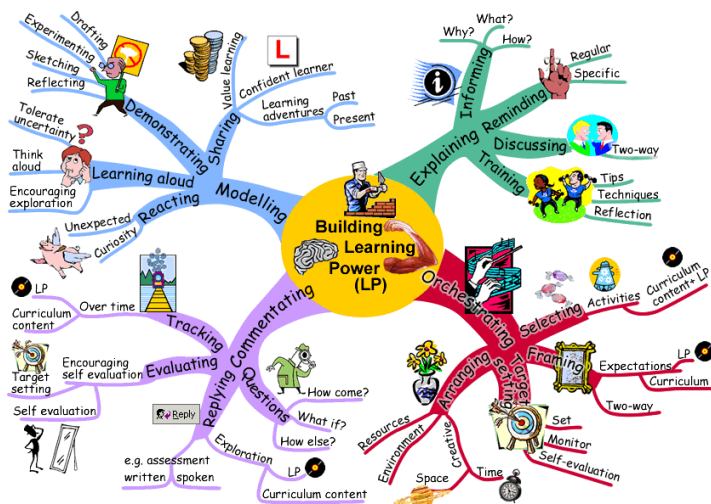 Building
Learning
Power
(LP)
Modelling
Demonstrating
Drafting
Experimenting
Sketching
Reflecting
Sharing
Value learning
L
Confident learner
Learning
adventures
Past
Present
Learning aloud
Tolerate
uncertainty
?
Think
aloud
Encouraging
exploration
Reacting
Unexpected
Curiosity
Explaining
Informing
Why?
What?
How?
i
Reminding
Regular
Specific
Discussing
Two-way
Training
Tips
Techniques
Reflection
Orchestrating
Selecting
Activities
Curriculum
content+ LP
Framing
Expectations
LP
Curriculum
Two-way
Target
setting
Set
Monitor
Self-evaluation
Arranging
Resources
Environment
Creative
Space
Time
Commentating
Tracking
Over time
LP
Curriculum
content
Evaluating
Encouraging
self evaluation
Target
setting
Self evaluation
Replying
Reply
e.g. assessment
written
spoken
Exploration
LP
Curriculum content
Questions
How come?
What if?
How else?